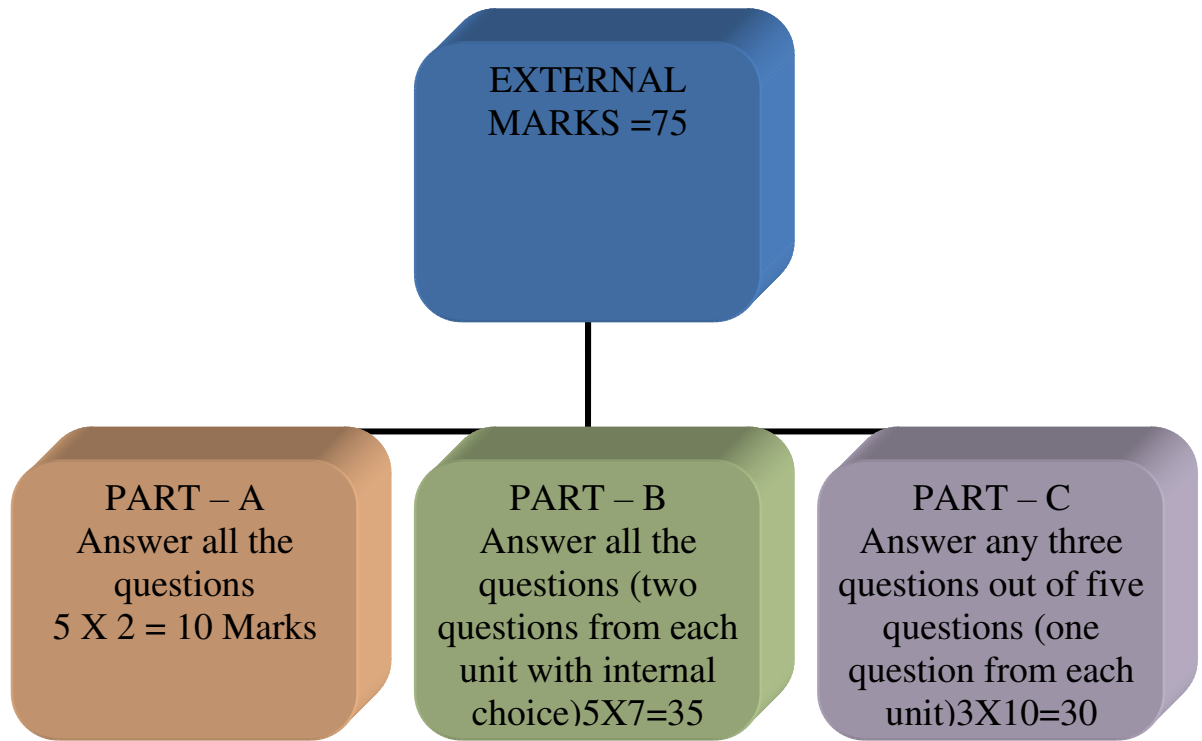 EXTERNAL
MARKS =75
PART – A
Answer all the
questions
5 X 2 = 10 Marks
PART – B
Answer all the
questions (two
questions from each
unit with internal
choice)5X7=35
PART – C
Answer any three
questions out of five
questions (one
question from each
unit)3X10=30